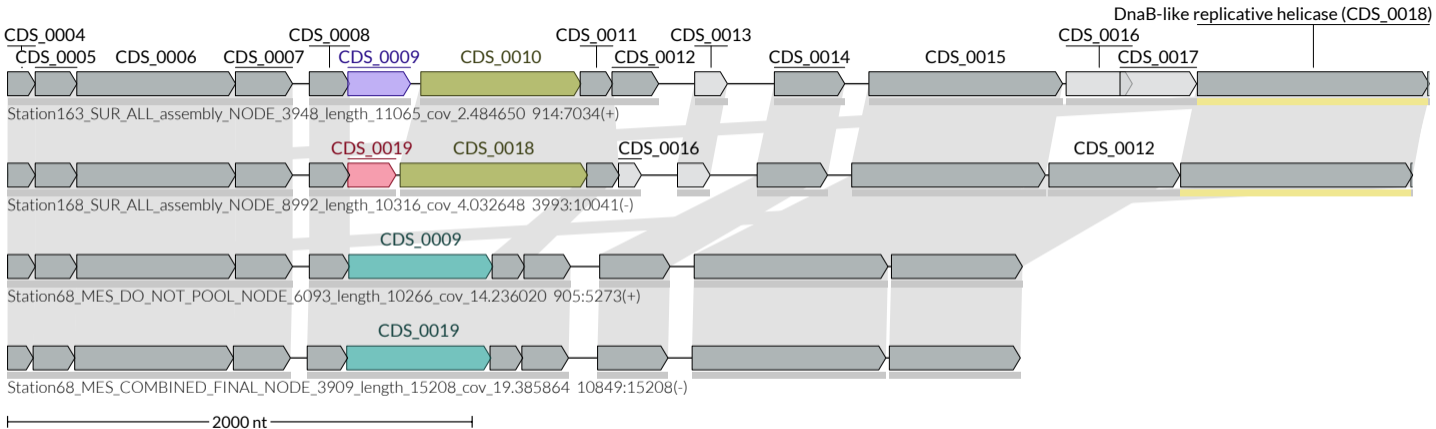 DnaB-like replicative helicase (CDS_0018)
CDS_0004 CDS_0008 CDS_0011 CDS_0013 CDS_0016
CDS_0005 CDS_0006 CDS_0007 CDS_0009 CDS_0010 CDS_0012 CDS_0014 CDS_0015 CDS_0017
Station163_SUR_ALL_assembly_NODE_3948_length_11065_cov_2.484650 914:7034(+)
CDS_0019 CDS_0018 CDS_0016 CDS_0012
Station168_SUR_ALL_assembly_NODE_8992_length_10316_cov_4.032648 3993:10041(-)
CDS_0009
Station68_MES_DO_NOT_POOL_NODE_6093_length_10266_cov_14.236020 905:5273(+)
CDS_0019
Station68_MES_COMBINED_FINAL_NODE_3909_length_15208_cov_19.385864 10849:15208(-)
2000 nt